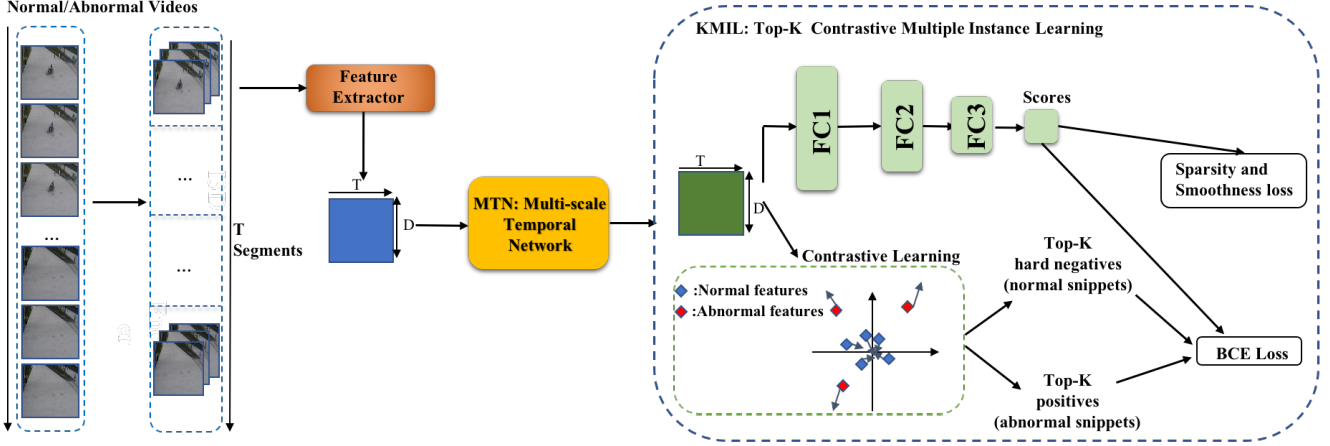 Normal/Abnormal Videos
...
...
...
T
Segments
Feature
Extractor
T
D
MTN: Multi-scale
Temporal
Network
KMIL: Top-K Contrastive Multiple Instance Learning
T
D
FC1
FC2
FC3
Scores
Sparsity and
Smoothness loss
Contrastive Learning
:Normal features
:Abnormal features
Top-K
hard negatives
(normal snippets)
Top-K
positives
(abnormal snippets)
BCE Loss